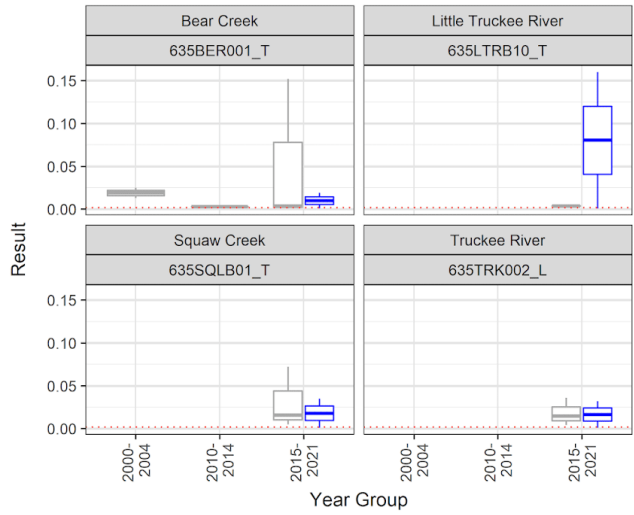 Bear Creek
Little Truckee River
635BER001_T
635LTRB10_T
0.15
0.10
0.05
0.00
Squaw Creek
Truckee River
635SQLB01_T
635TRK002_L
0.15
0.10
0.05
0.00
Result
2000-
2004
2010-
2014
2015-
2021
2000-
2004
2010-
2014
2015-
2021
Year Group